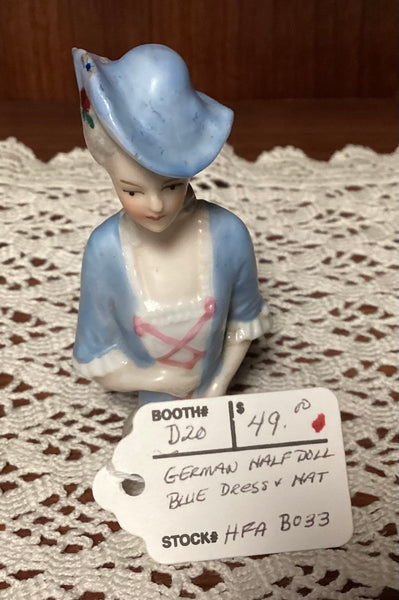 BOOTH# D20 $ 49.00
GERMAN HALF DOLL
BLUE DRESS & HAT
STOCK# HFA B033